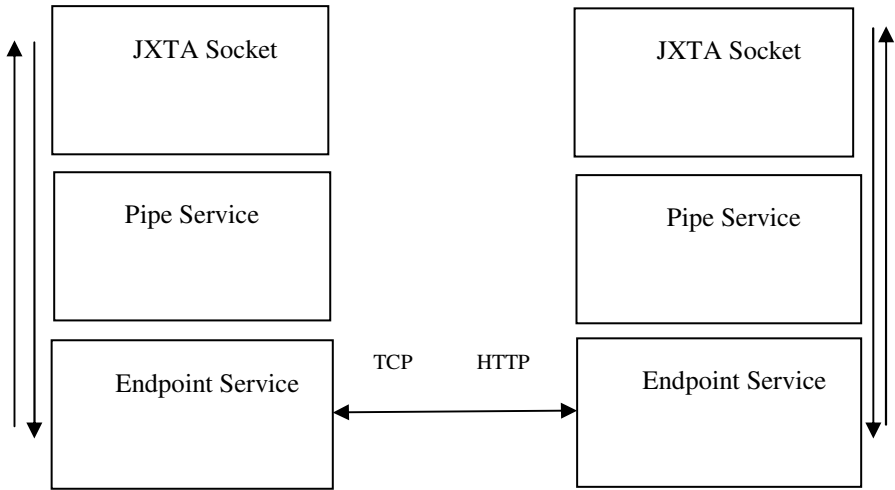 JXTA Socket
JXTA Socket
Pipe Service
Pipe Service
TCP
HTTP
Endpoint Service
Endpoint Service